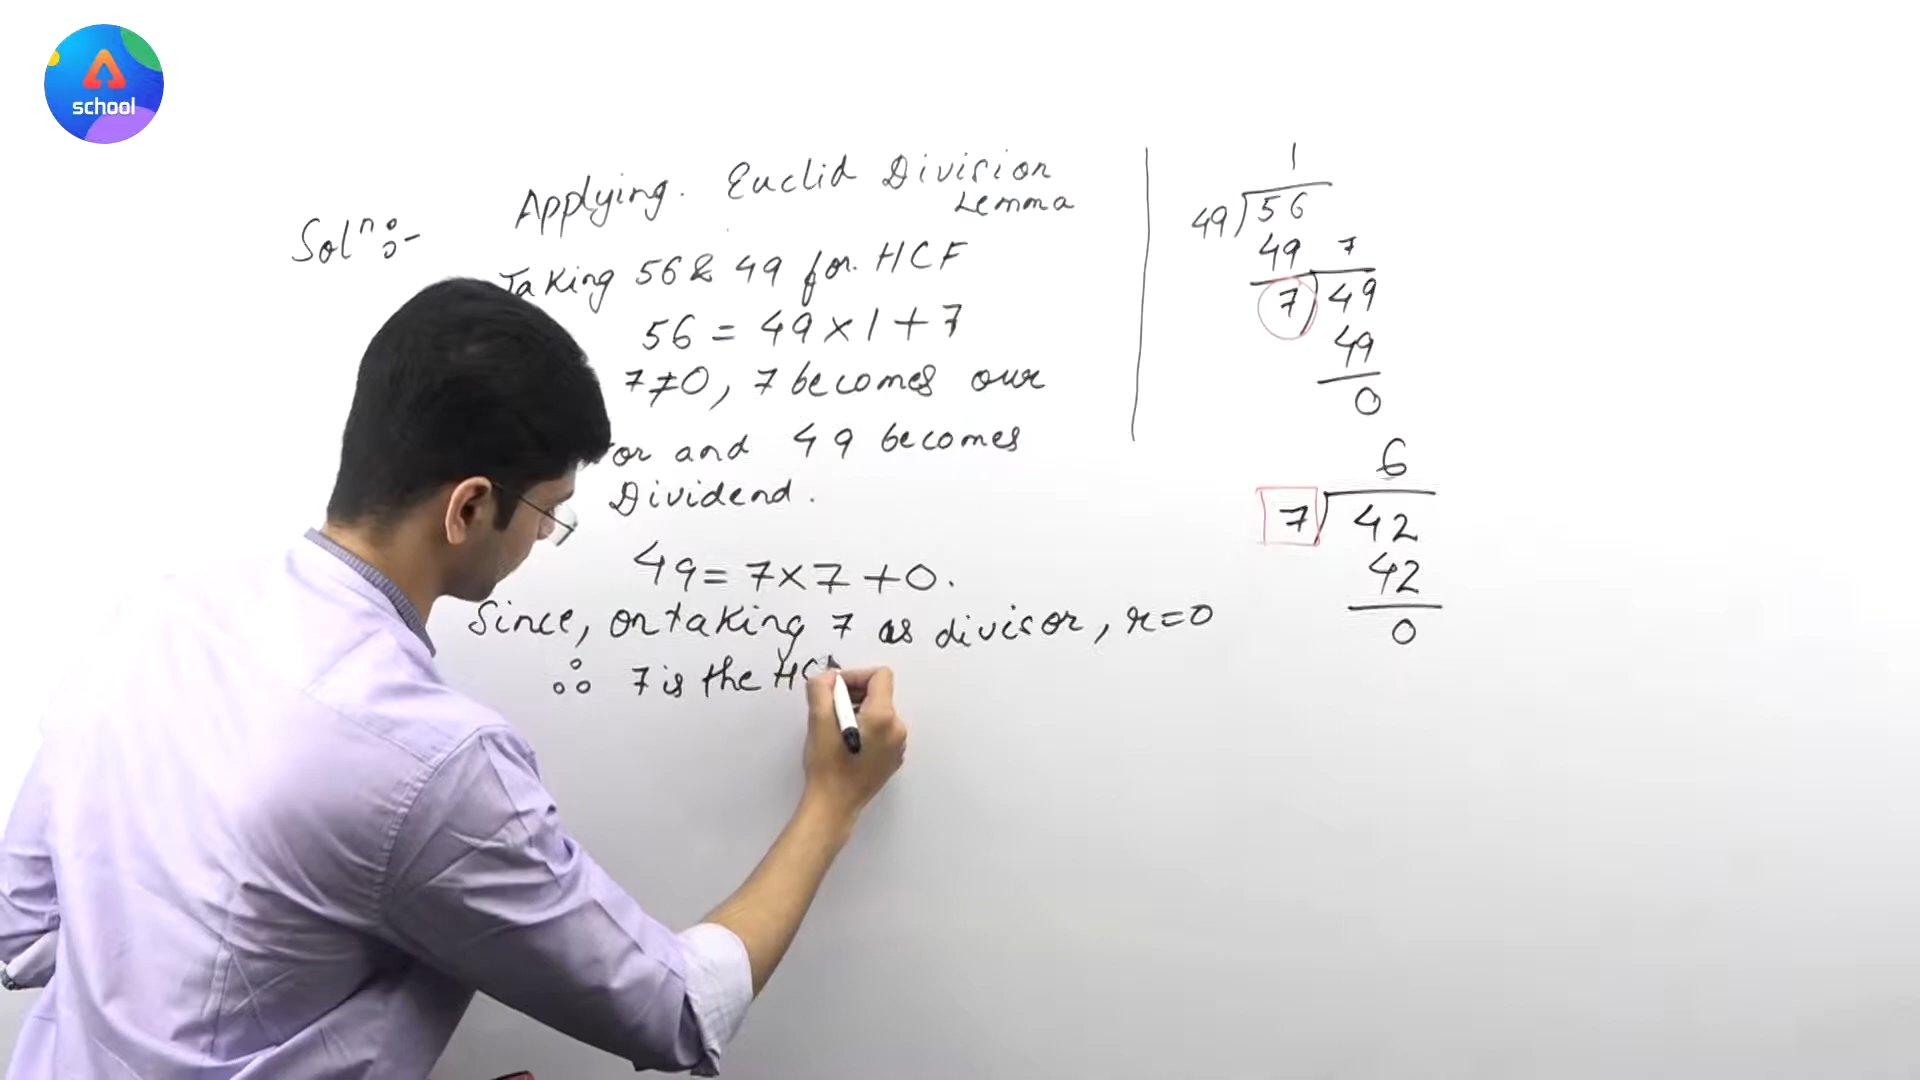 school
Solⁿ :-
Applying. Euclid Division
Lemma
Taking 56 & 49 for. HCF
56 = 49 × 1 + 7
7 ≠ 0, 7 becomes our
and 49 becomes
Dividend.
49 = 7 × 7 + 0.
Since, on taking 7 as divisor, r = 0
∴ 7 is the
1
49) 56
49 7
7) 49
49
0
6
7) 42
42
0